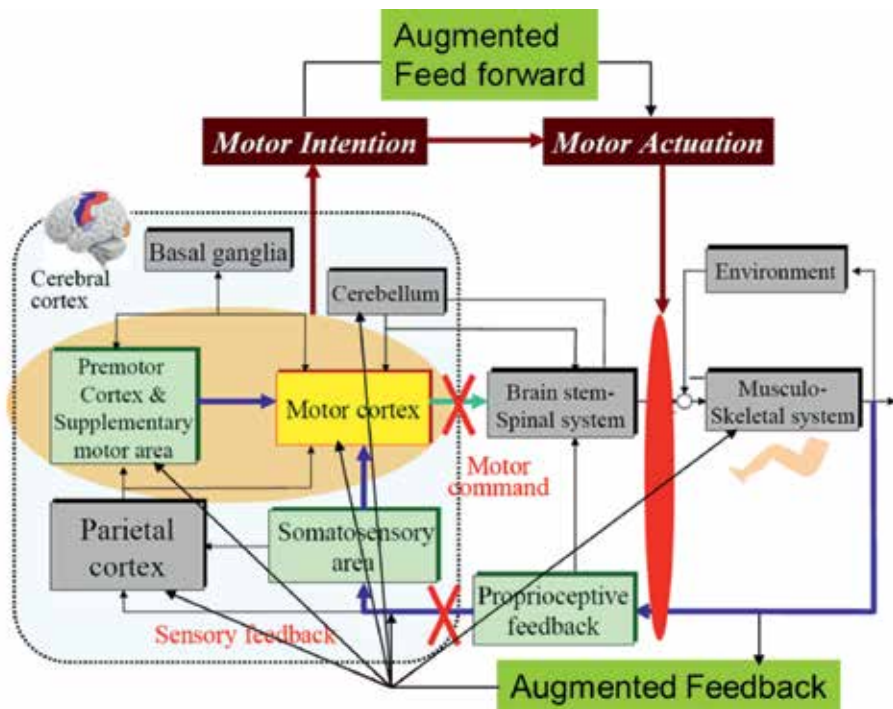 Augmented
Feed forward
Motor Intention
Motor Actuation
Cerebral
cortex
Basal ganglia
Cerebellum
Environment
Premotor
Cortex &
Supplementary
motor area
Motor cortex
Brain stem-
Spinal system
Musculo-
Skeletal system
Motor
command
Parietal
cortex
Somatosensory
area
Proprioceptive
feedback
Sensory feedback
Augmented Feedback